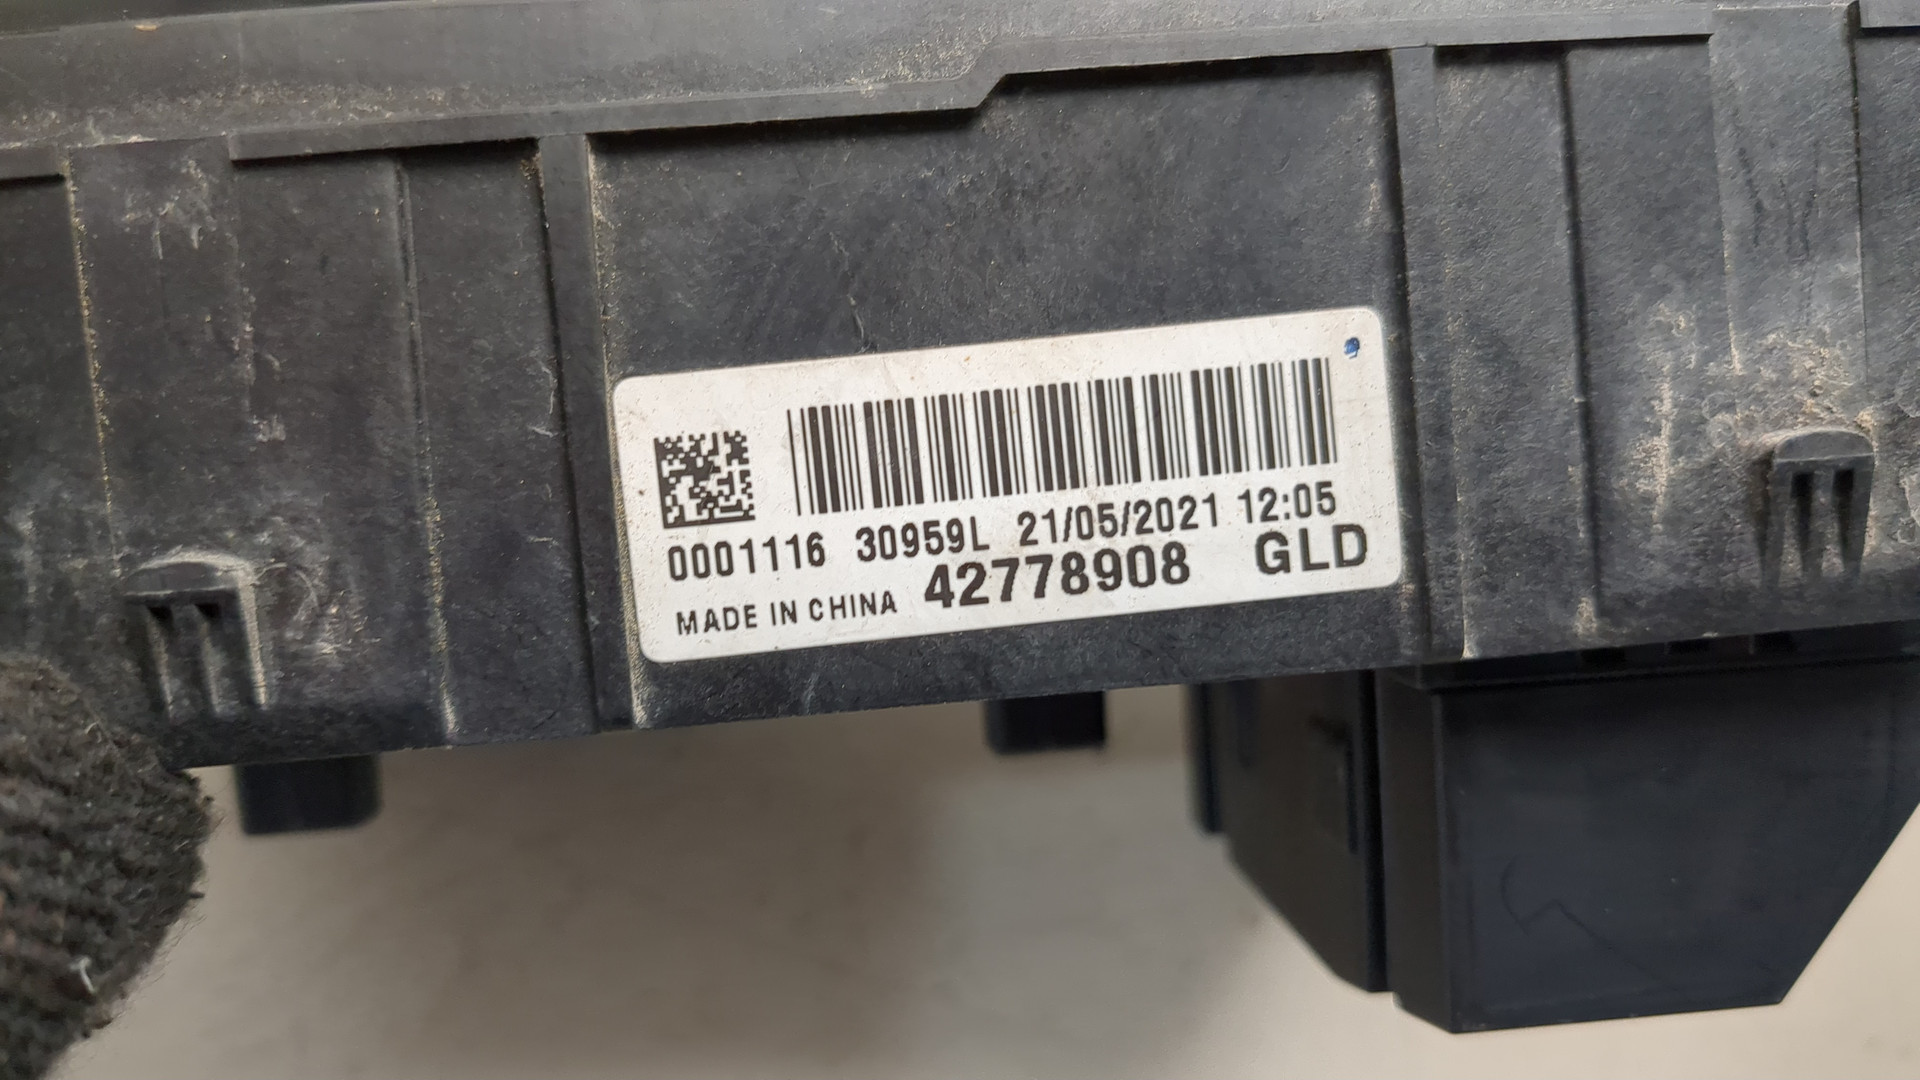 0001116 30959L 21/05/2021 12:05
MADE IN CHINA 42778908 GLD